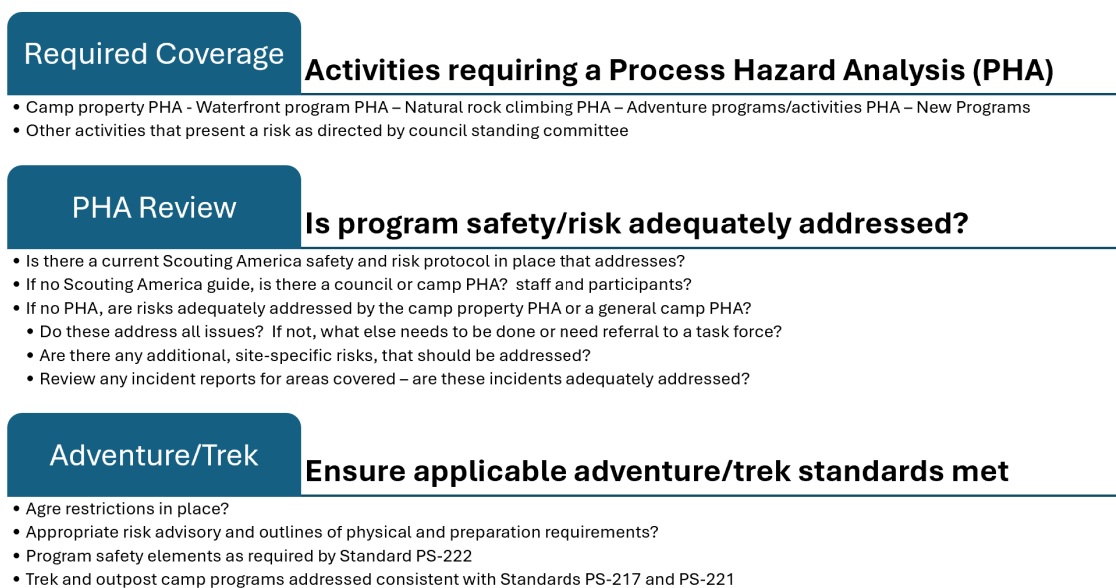 Required Coverage
Activities requiring a Process Hazard Analysis (PHA)
• Camp property PHA - Waterfront program PHA – Natural rock climbing PHA – Adventure programs/activities PHA – New Programs
• Other activities that present a risk as directed by council standing committee
PHA Review
Is program safety/risk adequately addressed?
• Is there a current Scouting America safety and risk protocol in place that addresses?
• If no Scouting America guide, is there a council or camp PHA?  staff and participants?
• If no PHA, are risks adequately addressed by the camp property PHA or a general camp PHA?
• Do these address all issues?  If not, what else needs to be done or need referral to a task force?
• Are there any additional, site-specific risks, that should be addressed?
• Review any incident reports for areas covered – are these incidents adequately addressed?
Adventure/Trek
Ensure applicable adventure/trek standards met
• Agre restrictions in place?
• Appropriate risk advisory and outlines of physical and preparation requirements?
• Program safety elements as required by Standard PS-222
• Trek and outpost camp programs addressed consistent with Standards PS-217 and PS-221